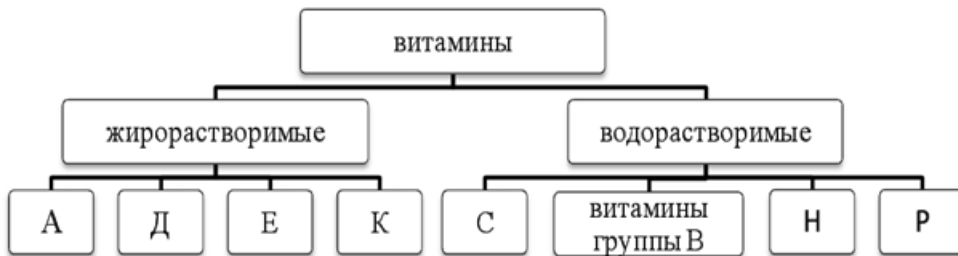 витамины
жирорастворимые
водорастворимые
А
Д
Е
К
С
витамины
группы В
Н
Р